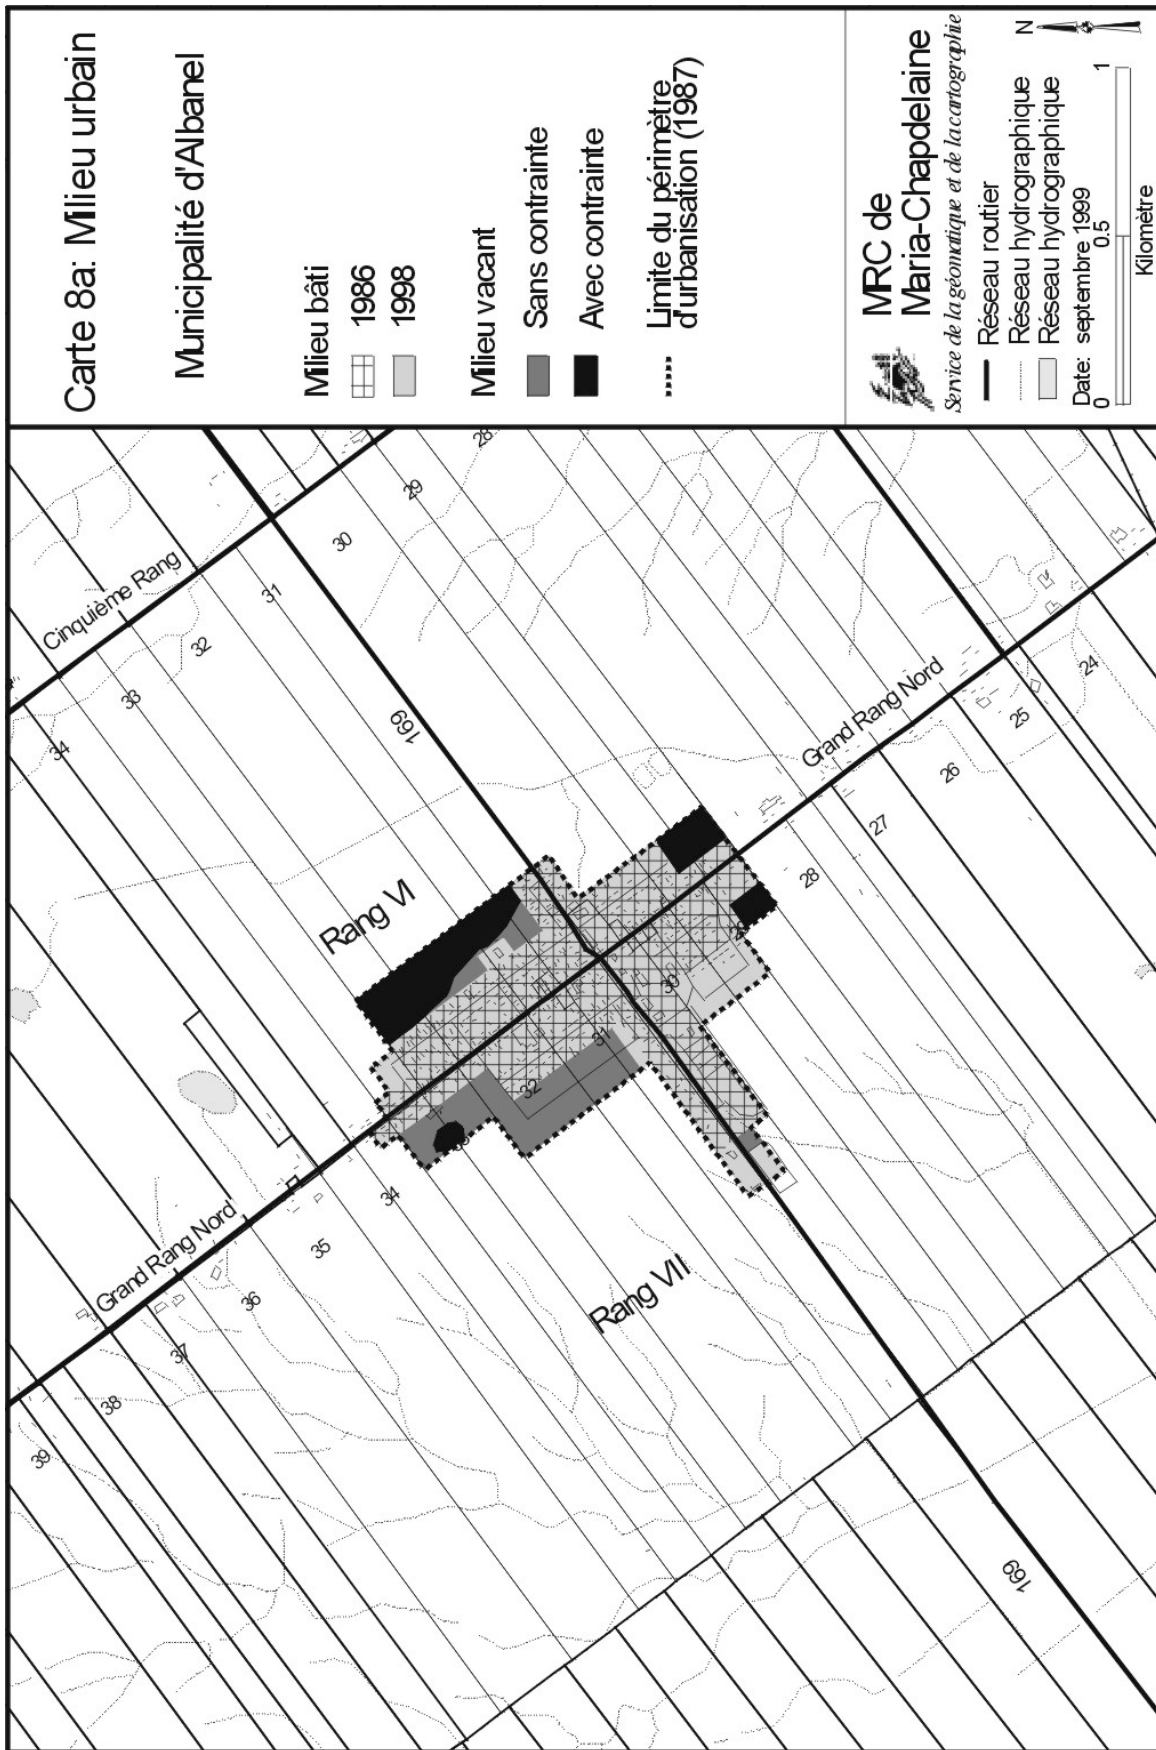 Carte 8a: Milieu urbain
Municipalité d'Albanel
Milieu bâti
1986
1998
Milieu vacant
Sans contrainte
Avec contrainte
Limite du périmètre
d'urbanisation (1987)
MRC de
Maria-Chapdelaine
Service de la géomatique et de la cartographie
Réseau routier
Réseau hydrographique
Réseau hydrographique
Date: septembre 1999
0 0.5 1
Kilomètre
N
Cinquième Rang
28
29
30
31
32
33
34
169
Rang VI
Grand Rang Nord
24
25
26
27
28
30
31
32
34
35
36
37
38
39
Grand Rang Nord
Rang VII
169